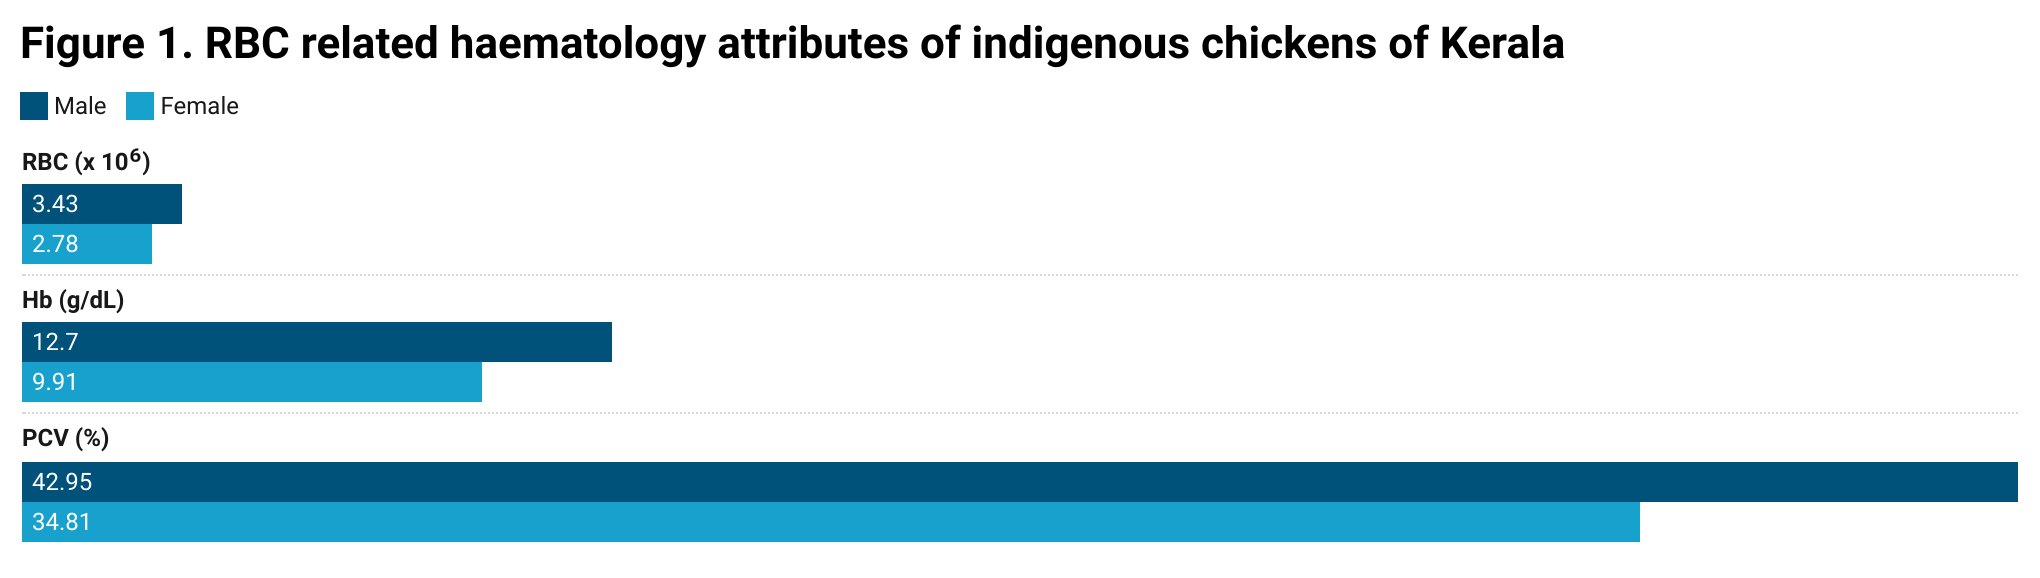 Figure 1. RBC related haematology attributes of indigenous chickens of Kerala
Male Female
RBC (x 10⁶)
3.43
2.78
Hb (g/dL)
12.7
9.91
PCV (%)
42.95
34.81